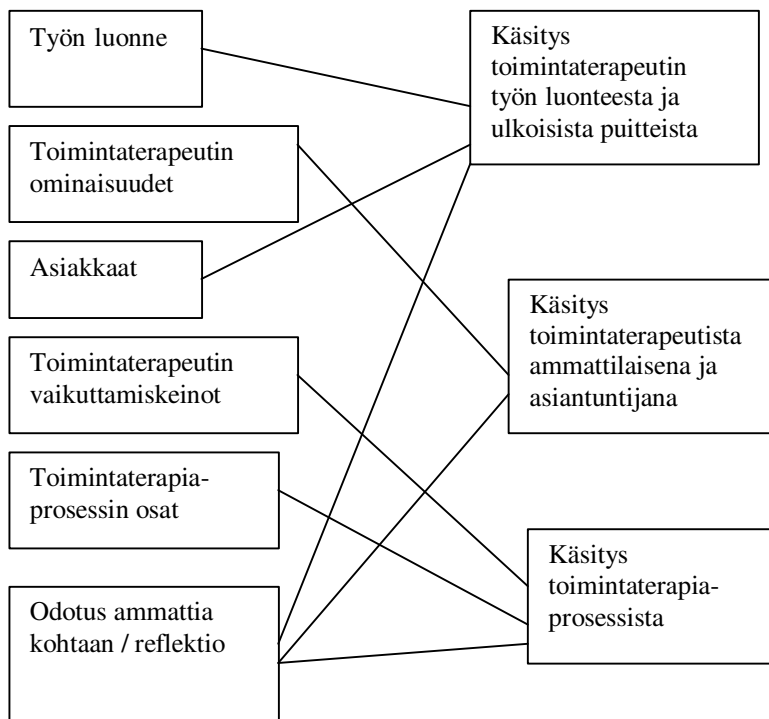 Työn luonne
Toimintaterapeutin
ominaisuudet
Asiakkaat
Toimintaterapeutin
vaikuttamiskeinot
Toimintaterapia-
prosessin osat
Odotus ammattia
kohtaan / reflektio
Käsitys
toimintaterapeutin
työn luonteesta ja
ulkoisista puitteista
Käsitys
toimintaterapeutista
ammattilaisena ja
asiantuntijana
Käsitys
toimintaterapia-
prosessista